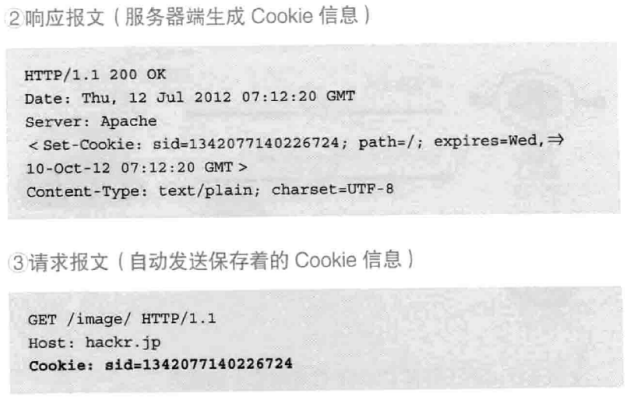 ②响应报文（服务器端生成 Cookie 信息）
HTTP/1.1 200 OK
Date: Thu, 12 Jul 2012 07:12:20 GMT
Server: Apache
＜Set-Cookie: sid=1342077140226724; path=/; expires=Wed,⇒
10-Oct-12 07:12:20 GMT＞
Content-Type: text/plain; charset=UTF-8
③请求报文（自动发送保存着的 Cookie 信息）
GET /image/ HTTP/1.1
Host: hackr.jp
Cookie: sid=1342077140226724